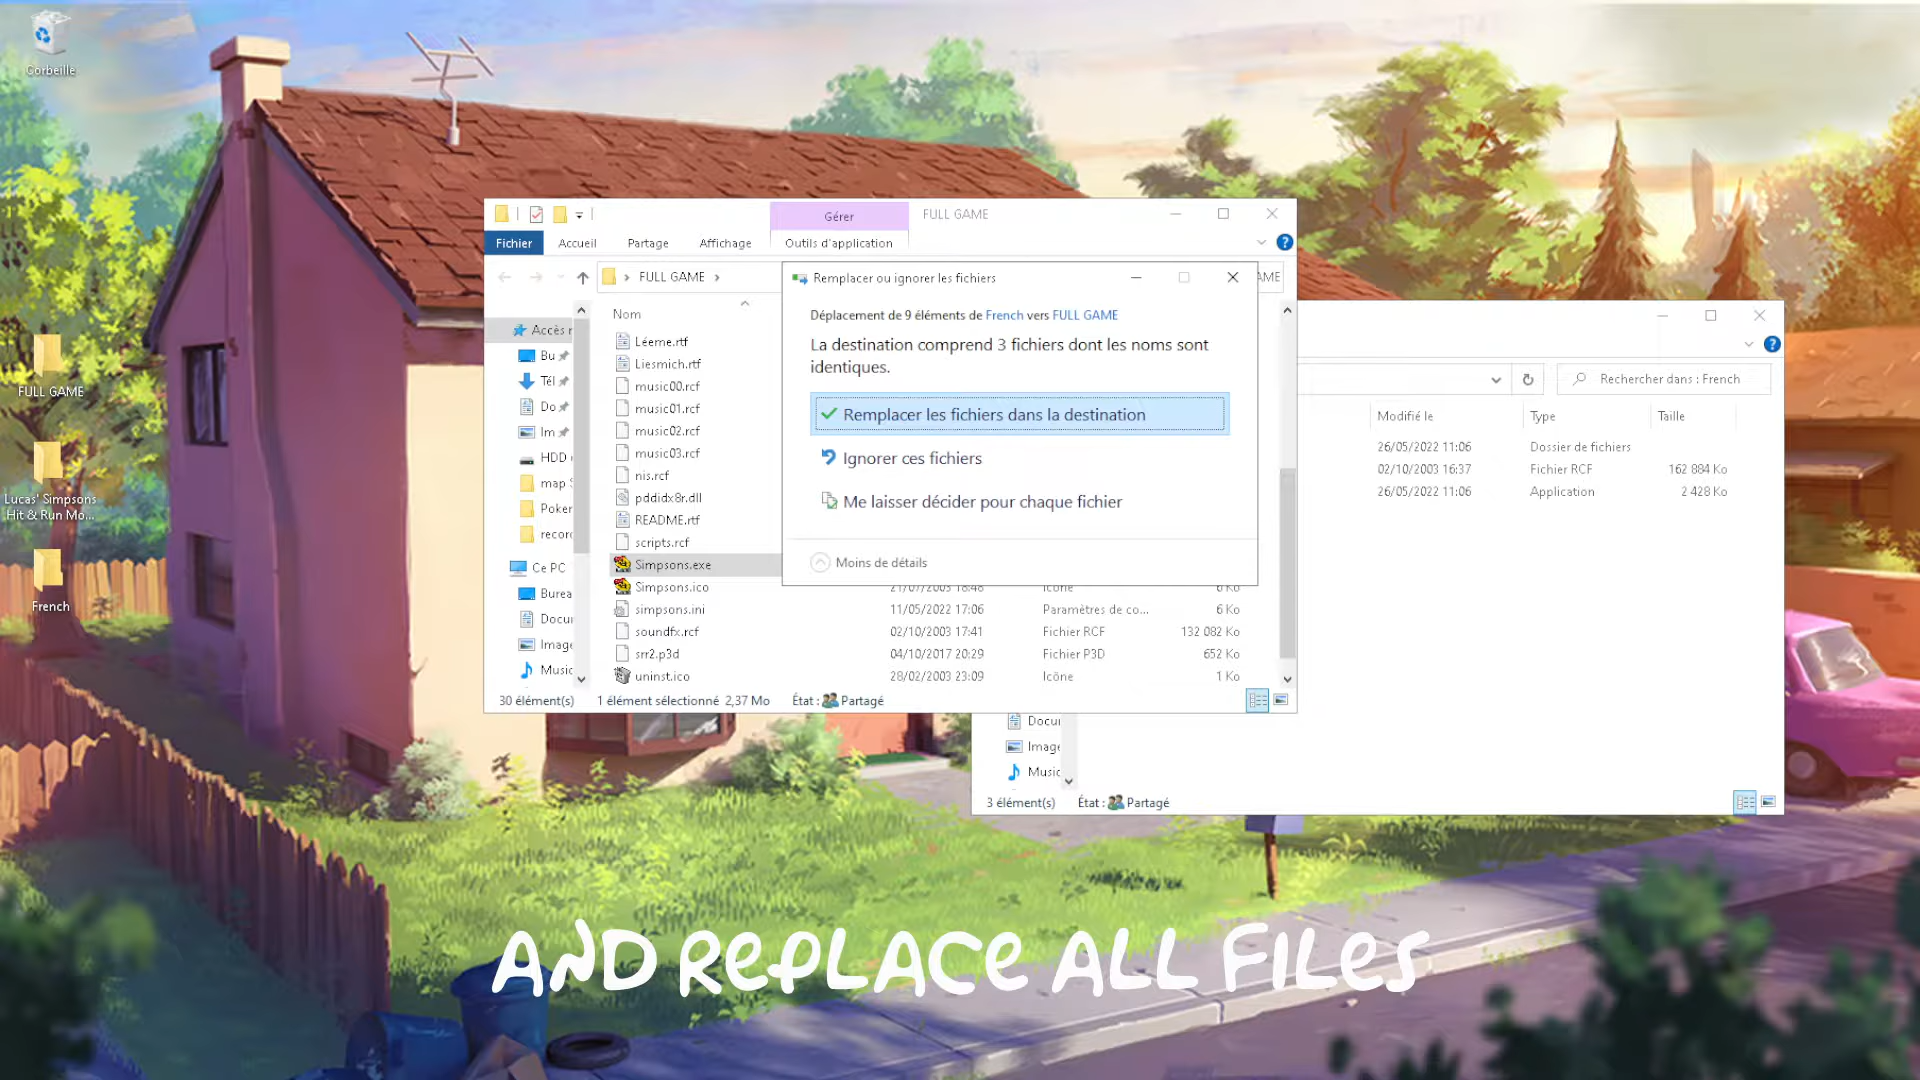 Corbeille
FULL GAME
Lucas' Simpsons
Hit & Run Mo...
French
Gérer
FULL GAME
Fichier
Accueil
Partage
Affichage
Outils d'application
FULL GAME
AME
Accès r
Bu
Tél
Do
Im
HDD
map S
Poker
record
Ce PC
Burea
Docu
Image
Music
Nom
Léeme.rtf
Liesmich.rtf
music00.rcf
music01.rcf
music02.rcf
music03.rcf
nis.rcf
pddidx8r.dll
README.rtf
scripts.rcf
Simpsons.exe
Simpsons.ico 21/07/2003 18:48 Icône 6 Ko
simpsons.ini 11/05/2022 17:06 Paramètres de co... 6 Ko
soundfx.rcf 02/10/2003 17:41 Fichier RCF 132 082 Ko
srr2.p3d 04/10/2017 20:29 Fichier P3D 652 Ko
uninst.ico 28/02/2003 23:09 Icône 1 Ko
30 élément(s) 1 élément sélectionné 2,37 Mo État : Partagé
Remplacer ou ignorer les fichiers
Déplacement de 9 éléments de French vers FULL GAME
La destination comprend 3 fichiers dont les noms sont
identiques.
Remplacer les fichiers dans la destination
Ignorer ces fichiers
Me laisser décider pour chaque fichier
Moins de détails
Rechercher dans : French
Modifié le Type Taille
26/05/2022 11:06 Dossier de fichiers
02/10/2003 16:37 Fichier RCF 162 884 Ko
26/05/2022 11:06 Application 2 428 Ko
Docu
Image
Music
3 élément(s) État : Partagé
AND REPLACE ALL FILES